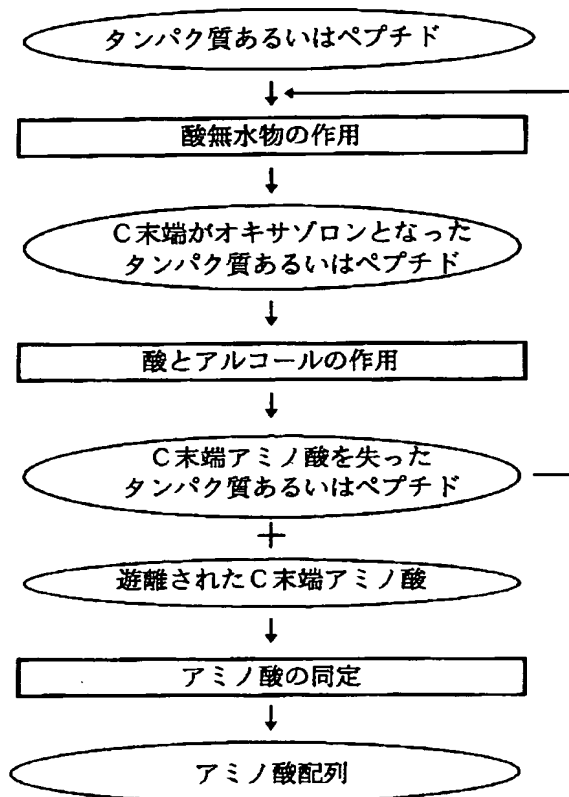 タンパク質あるいはペプチド
酸無水物の作用
C末端がオキサゾロンとなった
タンパク質あるいはペプチド
酸とアルコールの作用
C末端アミノ酸を失った
タンパク質あるいはペプチド
+
遊離されたC末端アミノ酸
アミノ酸の同定
アミノ酸配列